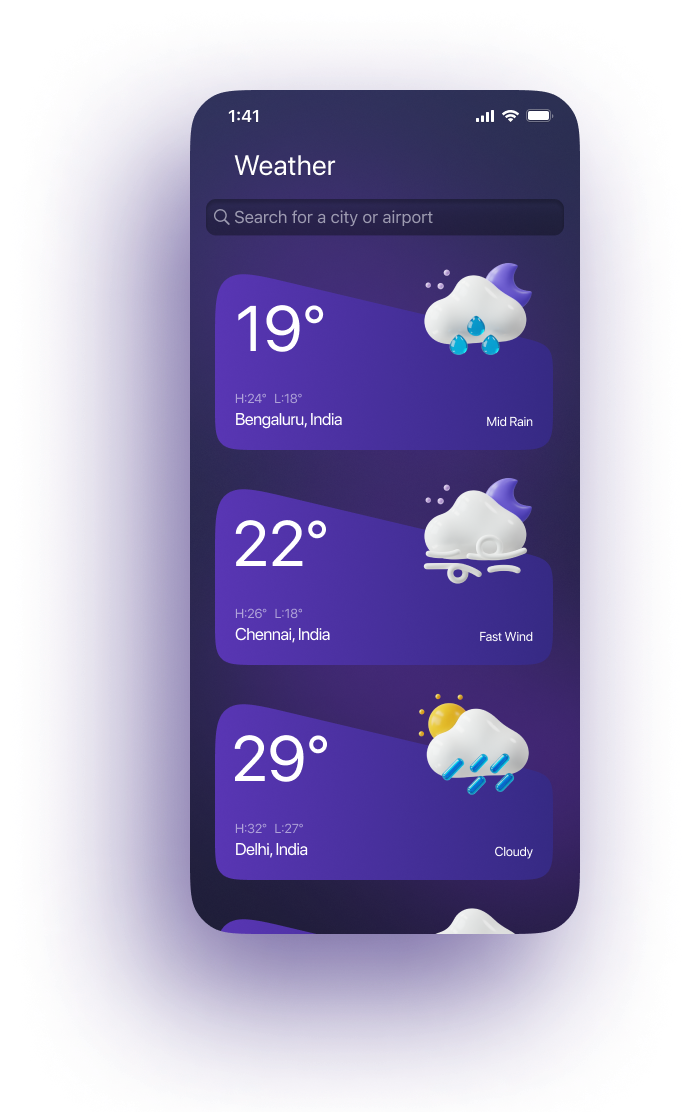 1:41
Weather
Search for a city or airport
19°
H:24° L:18°
Bengaluru, India
Mid Rain
22°
H:26° L:18°
Chennai, India
Fast Wind
29°
H:32° L:27°
Delhi, India
Cloudy